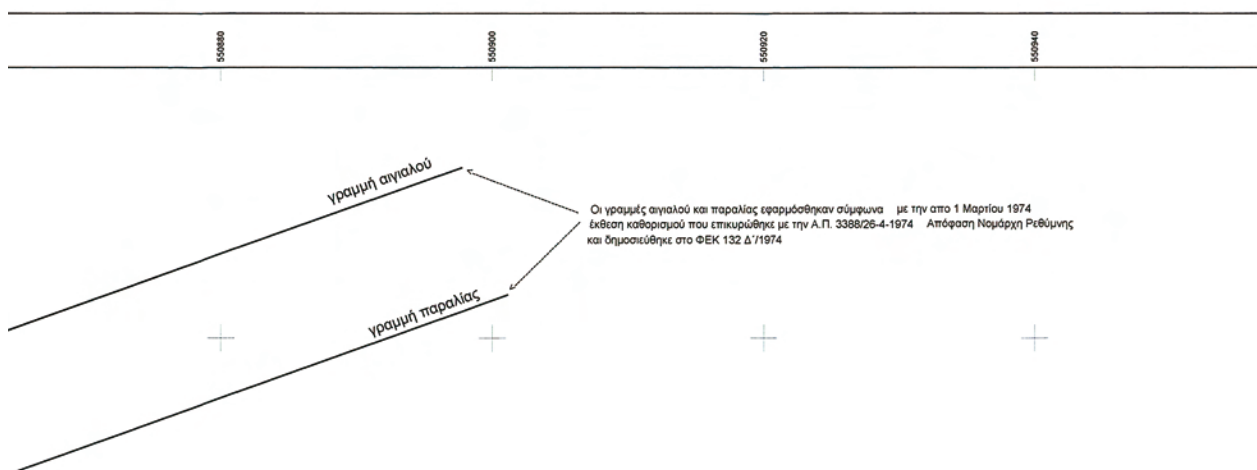 550880
550900
550920
550940
γραμμή αιγιαλού
Οι γραμμές αιγιαλού και παραλίας εφαρμόσθηκαν σύμφωνα με την απο 1 Μαρτίου 1974
έκθεση καθορισμού που επικυρώθηκε με την Α.Π. 3388/26-4-1974 Απόφαση Νομάρχη Ρεθύμνης
και δημοσιεύθηκε στο ΦΕΚ 132 Δ΄/1974
γραμμή παραλίας